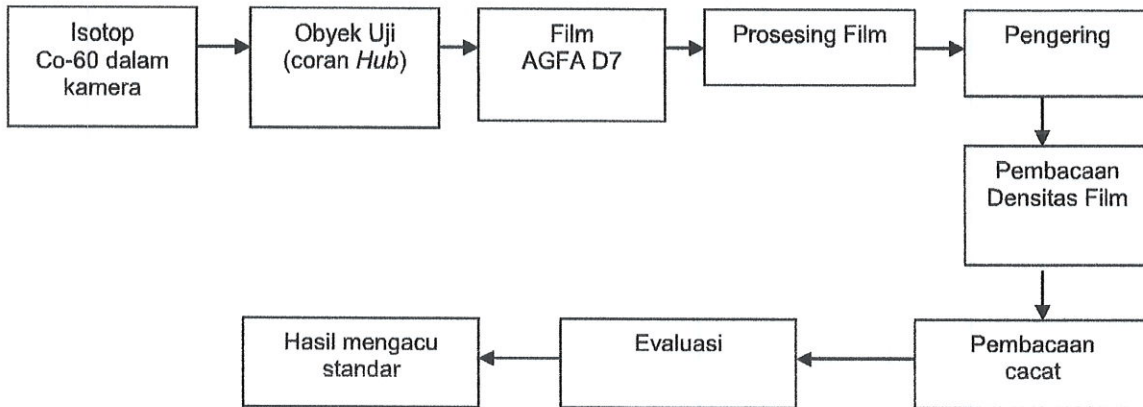 Isotop
Co-60 dalam
kamera
Obyek Uji
(coran Hub)
Film
AGFA D7
Prosesing Film
Pengering
Pembacaan
Densitas Film
Pembacaan
cacat
Evaluasi
Hasil mengacu
standar